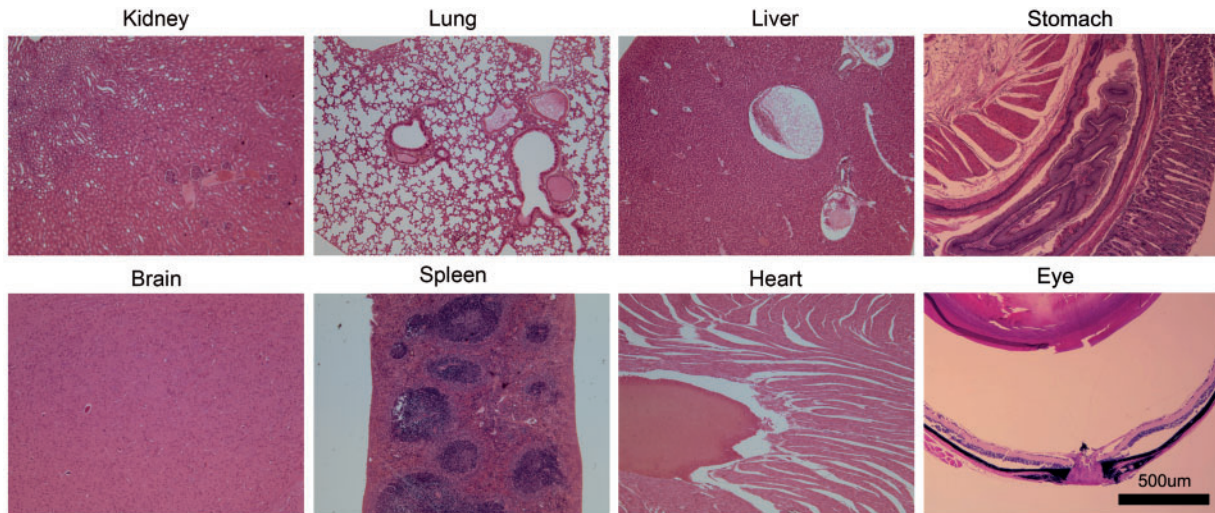 Kidney
Lung
Liver
Stomach
Brain
Spleen
Heart
Eye
500um